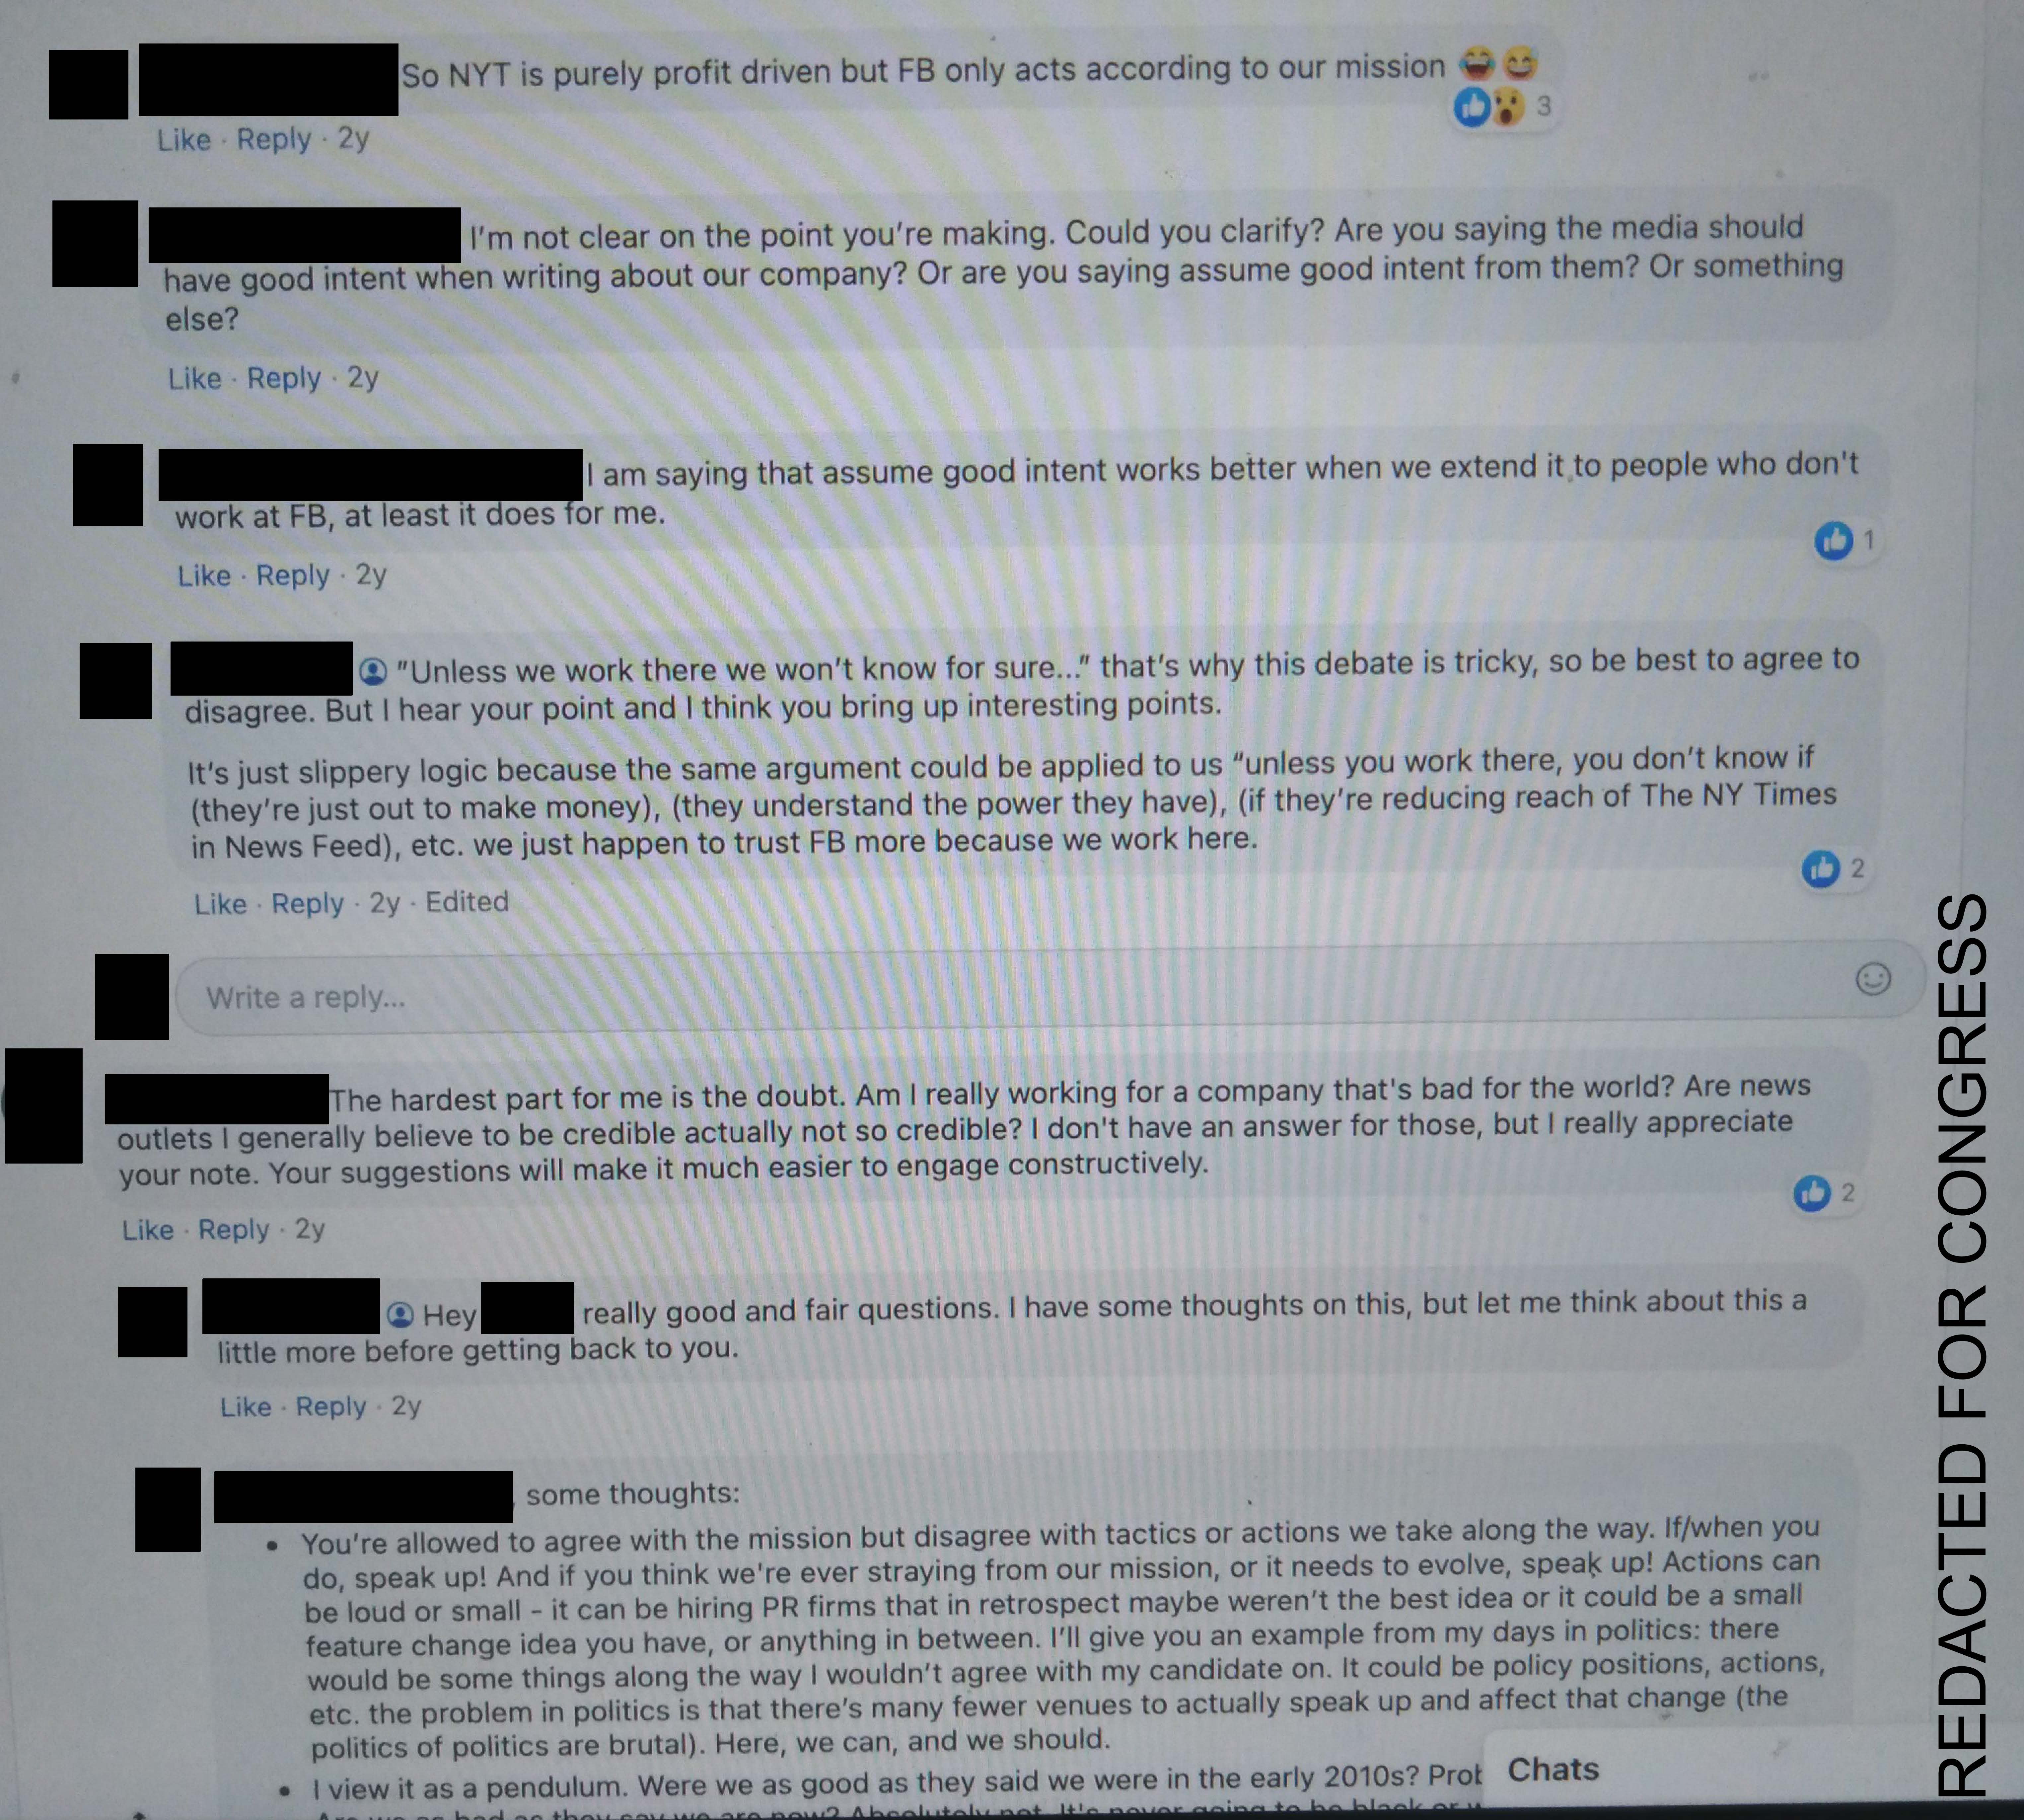 So NYT is purely profit driven but FB only acts according to our mission 😂😅
3
Like · Reply · 2y
I'm not clear on the point you're making. Could you clarify? Are you saying the media should
have good intent when writing about our company? Or are you saying assume good intent from them? Or something
else?
Like · Reply · 2y
I am saying that assume good intent works better when we extend it to people who don't
work at FB, at least it does for me.
1
Like · Reply · 2y
"Unless we work there we won't know for sure..." that's why this debate is tricky, so be best to agree to
disagree. But I hear your point and I think you bring up interesting points.
It's just slippery logic because the same argument could be applied to us "unless you work there, you don't know if
(they're just out to make money), (they understand the power they have), (if they're reducing reach of The NY Times
in News Feed), etc. we just happen to trust FB more because we work here.
2
Like · Reply · 2y · Edited
Write a reply...
The hardest part for me is the doubt. Am I really working for a company that's bad for the world? Are news
outlets I generally believe to be credible actually not so credible? I don't have an answer for those, but I really appreciate
your note. Your suggestions will make it much easier to engage constructively.
2
Like · Reply · 2y
Hey really good and fair questions. I have some thoughts on this, but let me think about this a
little more before getting back to you.
Like · Reply · 2y
some thoughts:
• You're allowed to agree with the mission but disagree with tactics or actions we take along the way. If/when you
do, speak up! And if you think we're ever straying from our mission, or it needs to evolve, speak up! Actions can
be loud or small - it can be hiring PR firms that in retrospect maybe weren't the best idea or it could be a small
feature change idea you have, or anything in between. I'll give you an example from my days in politics: there
would be some things along the way I wouldn't agree with my candidate on. It could be policy positions, actions,
etc. the problem in politics is that there's many fewer venues to actually speak up and affect that change (the
politics of politics are brutal). Here, we can, and we should.
• I view it as a pendulum. Were we as good as they said we were in the early 2010s?
Are we as bad as they say we are now? Absolutely not. It's never going to be black or
Chats
REDACTED FOR CONGRESS